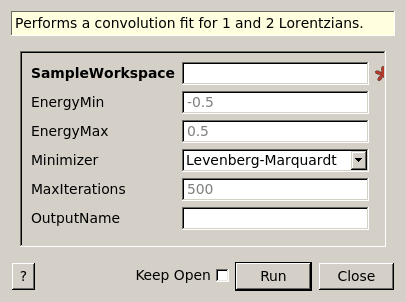 Performs a convolution fit for 1 and 2 Lorentzians.
SampleWorkspace
EnergyMin -0.5
EnergyMax 0.5
Minimizer Levenberg-Marquardt
MaxIterations 500
OutputName
? Keep Open Run Close